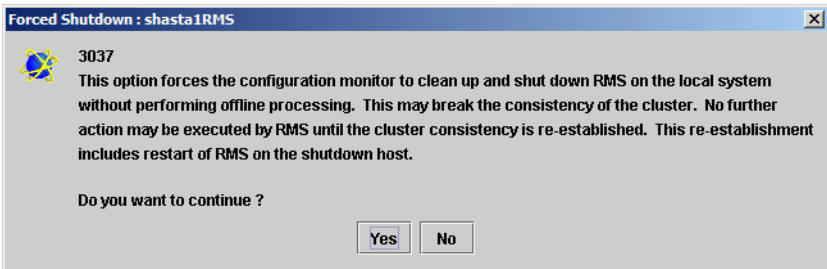 Forced Shutdown : shasta1RMS
3037
This option forces the configuration monitor to clean up and shut down RMS on the local system
without performing offline processing.  This may break the consistency of the cluster.  No further
action may be executed by RMS until the cluster consistency is re-established.  This re-establishment
includes restart of RMS on the shutdown host.
Do you want to continue ?
Yes No